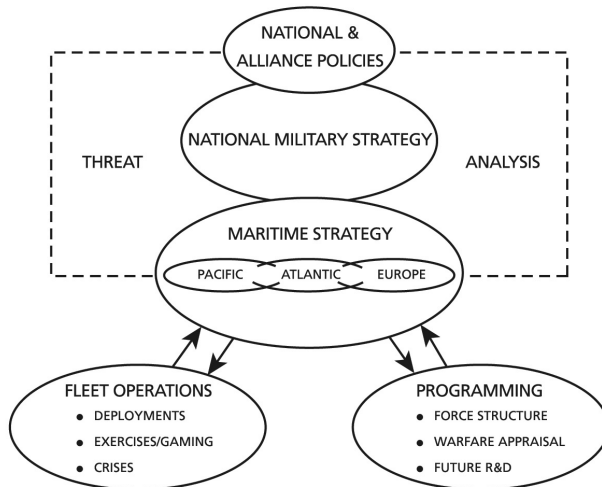 NATIONAL &
ALLIANCE POLICIES
NATIONAL MILITARY STRATEGY
THREAT
ANALYSIS
MARITIME STRATEGY
PACIFIC
ATLANTIC
EUROPE
FLEET OPERATIONS
• DEPLOYMENTS
• EXERCISES/GAMING
• CRISES
PROGRAMMING
• FORCE STRUCTURE
• WARFARE APPRAISAL
• FUTURE R&D